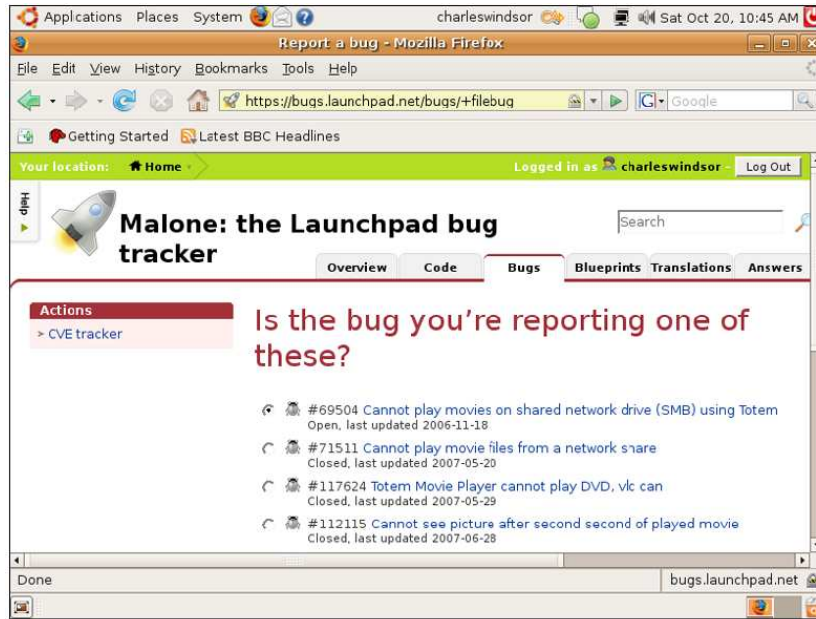 Applications Places System charleswindsor Sat Oct 20, 10:45 AM
Report a bug - Mozilla Firefox
File Edit View History Bookmarks Tools Help
https://bugs.launchpad.net/bugs/+filebug G Google
Getting Started Latest BBC Headlines
Your location: Home Logged in as charleswindsor - Log Out
Help
Malone: the Launchpad bug
tracker
Search
Overview Code Bugs Blueprints Translations Answers
Actions
> CVE tracker
Is the bug you're reporting one of
these?
#69504 Cannot play movies on shared network drive (SMB) using Totem
Open, last updated 2006-11-18
#71511 Cannot play movie files from a network share
Closed, last updated 2007-05-20
#117624 Totem Movie Player cannot play DVD, vlc can
Closed, last updated 2007-05-29
#112115 Cannot see picture after second second of played movie
Closed, last updated 2007-06-28
Done bugs.launchpad.net